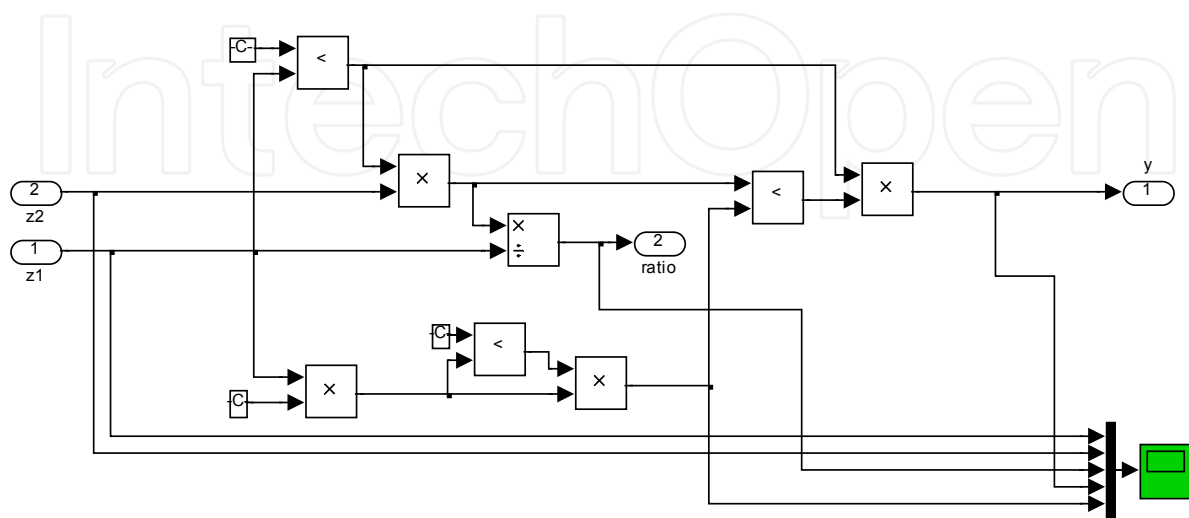 IntechOpen
-C-
<
y
×
2
×
<
1
z2
×
÷
1
2
z1
ratio
-C-
<
×
×
-C-